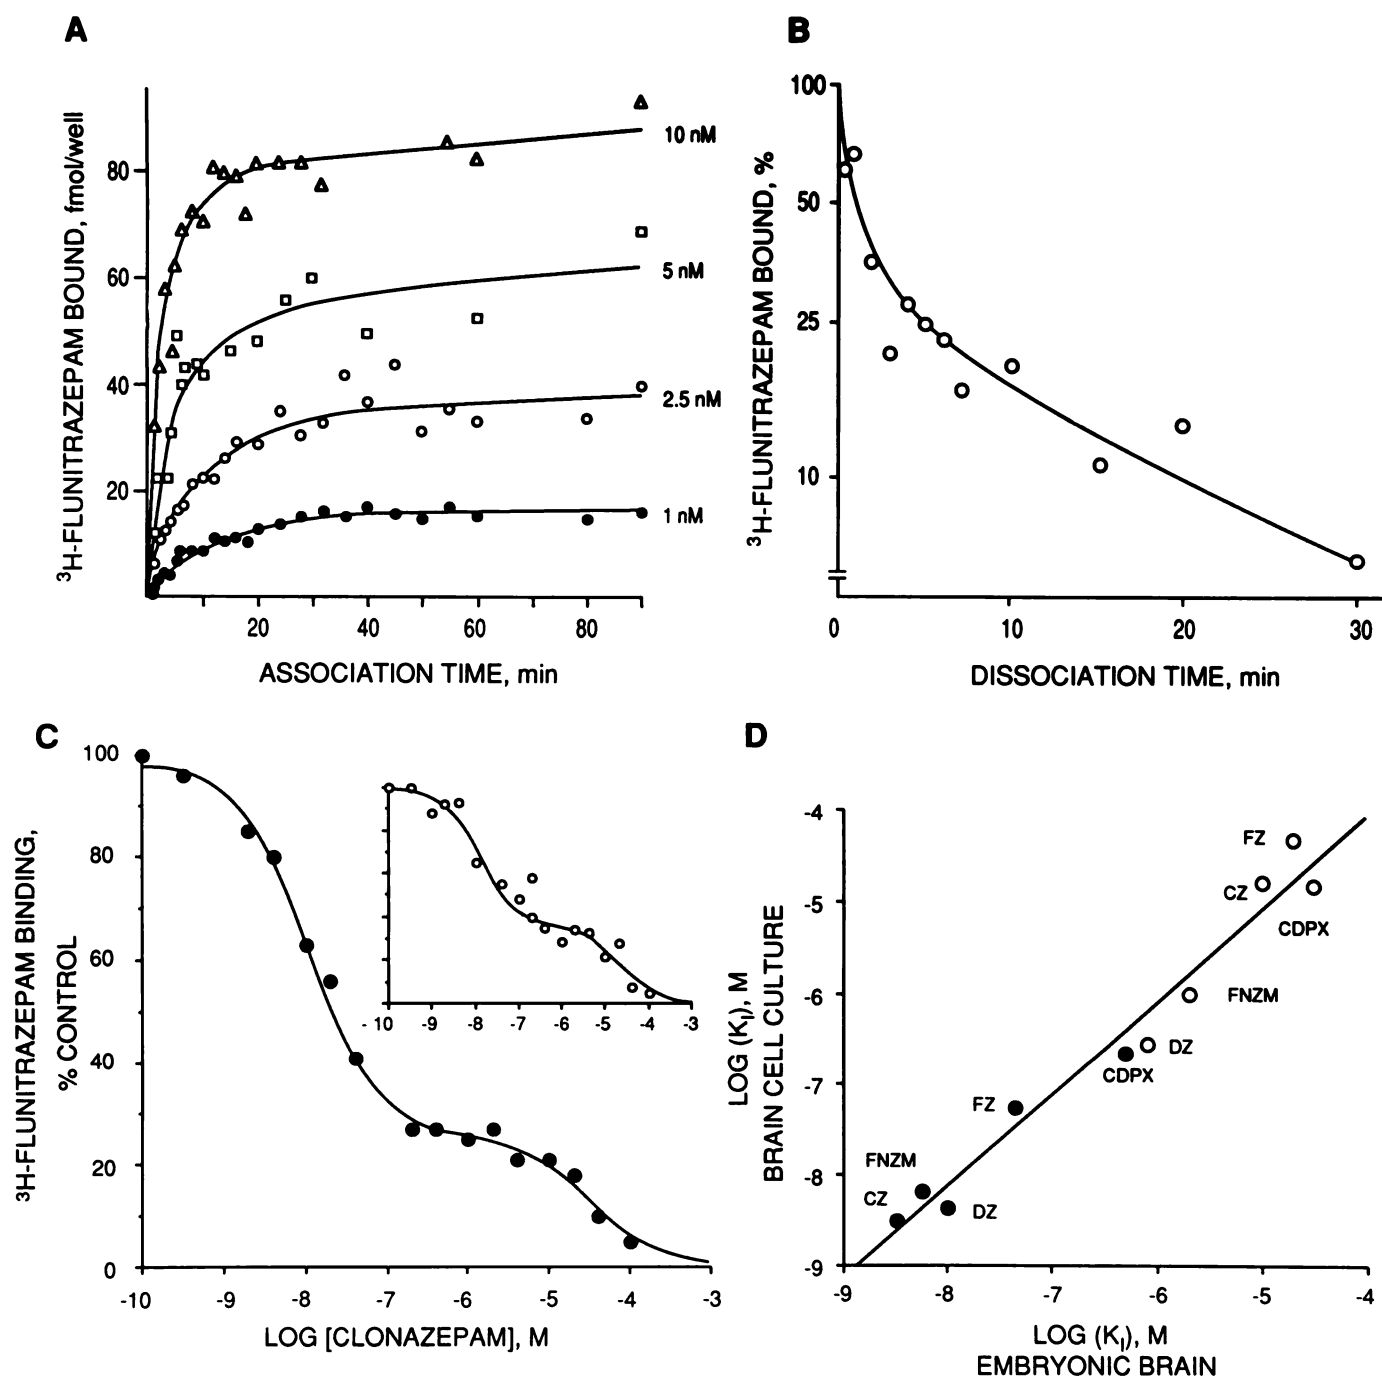 A
³H-FLUNITRAZEPAM BOUND, fmol/well
80
60
40
20
10 nM
5 nM
2.5 nM
1 nM
20 40 60 80
ASSOCIATION TIME, min
B
³H-FLUNITRAZEPAM BOUND, %
100
50
25
10
0 10 20 30
DISSOCIATION TIME, min
C
³H-FLUNITRAZEPAM BINDING,
% CONTROL
100
80
60
40
20
0
-10 -9 -8 -7 -6 -5 -4 -3
LOG [CLONAZEPAM], M
- 10 -9 -8 -7 -6 -5 -4 -3
D
LOG (K_I), M
BRAIN CELL CULTURE
-4
-5
-6
-7
-8
-9
FZ
CZ
CDPX
FNZM
DZ
CDPX
FZ
FNZM
CZ
DZ
-9 -8 -7 -6 -5 -4
LOG (K_I), M
EMBRYONIC BRAIN